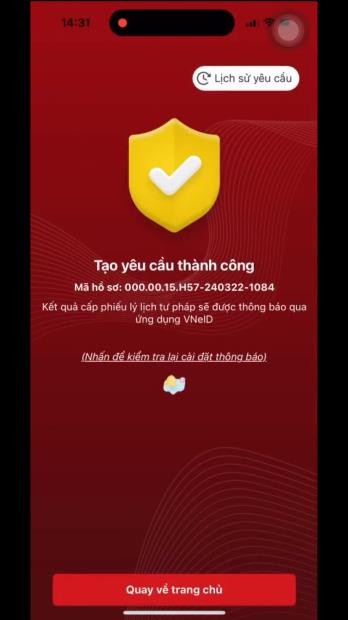 14:31
Lịch sử yêu cầu
Tạo yêu cầu thành công
Mã hồ sơ: 000.00.15.H57-240322-1084
Kết quả cấp phiếu lý lịch tư pháp sẽ được thông báo qua
ứng dụng VNeID
(Nhấn để kiểm tra lại cài đặt thông báo)
Quay về trang chủ